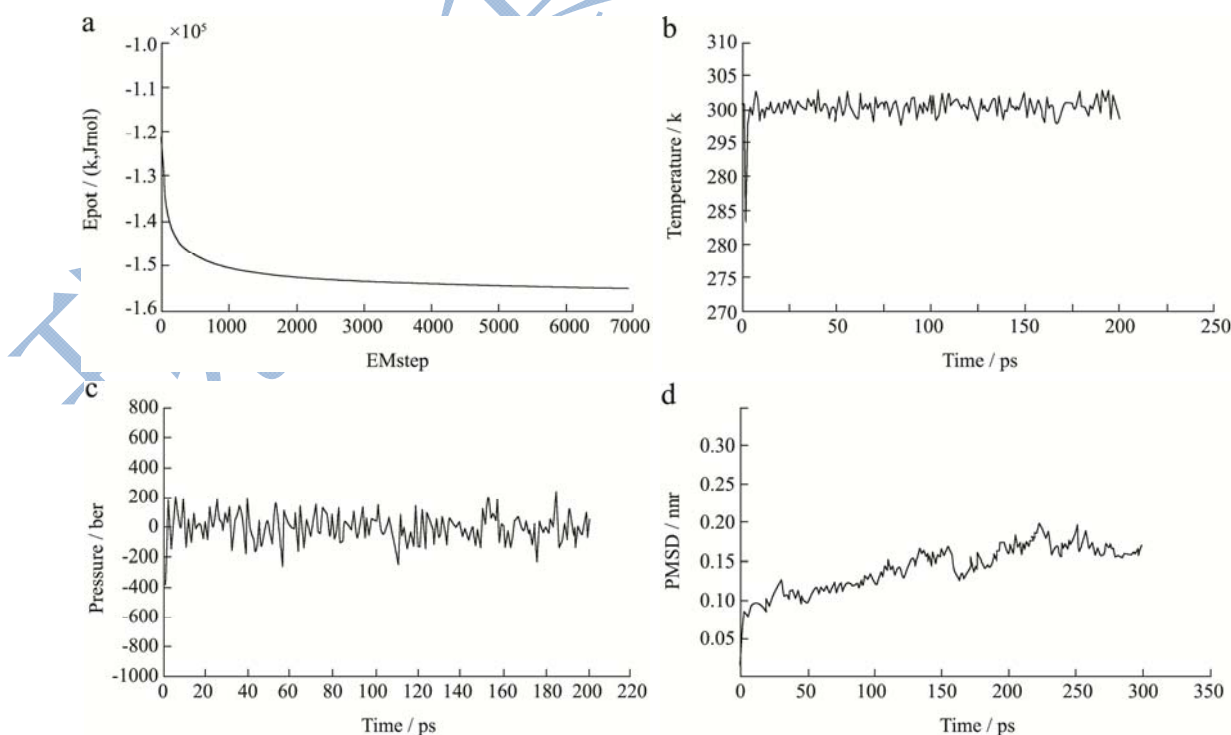 a
×10⁵
-1.0
-1.1
-1.2
-1.3
-1.4
-1.5
-1.6
Epot / (k,Jrnol)
0 1000 2000 3000 4000 5000 6000 7000
EMstep
b
310
305
300
295
290
285
280
275
270
Temperature / k
0 50 100 150 200 250
Time / ps
c
800
600
400
200
0
-200
-400
-600
-800
-1000
Pressure / ber
0 20 40 60 80 100 120 140 160 180 200 220
Time / ps
d
0.30
0.25
0.20
0.15
0.10
0.05
PMSD / nnr
0 50 100 150 200 250 300 350
Time / ps